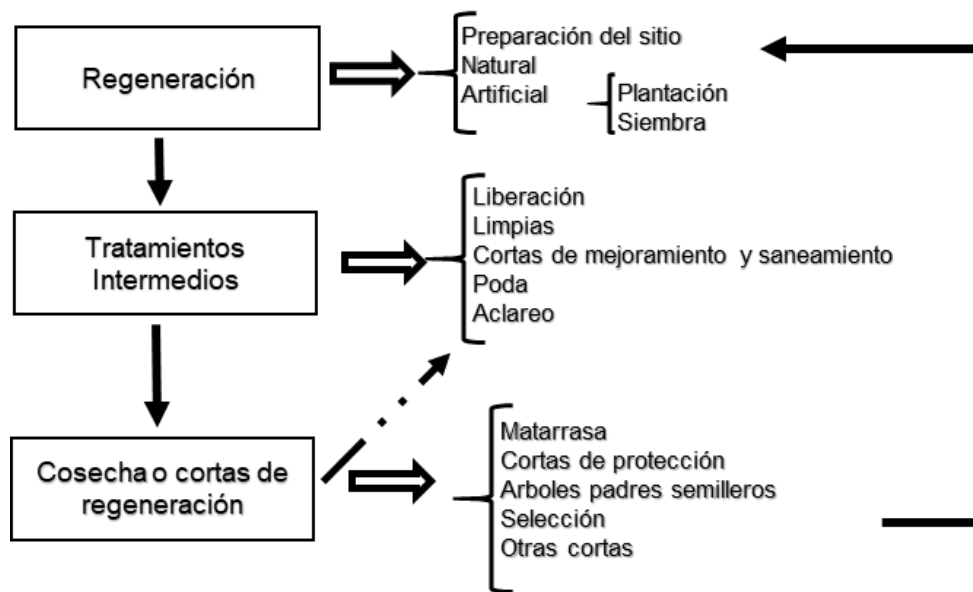 Regeneración
Preparación del sitio
Natural
Artificial
Plantación
Siembra
Tratamientos
Intermedios
Liberación
Limpias
Cortas de mejoramiento y saneamiento
Poda
Aclareo
Cosecha o cortas de
regeneración
Matarrasa
Cortas de protección
Arboles padres semilleros
Selección
Otras cortas